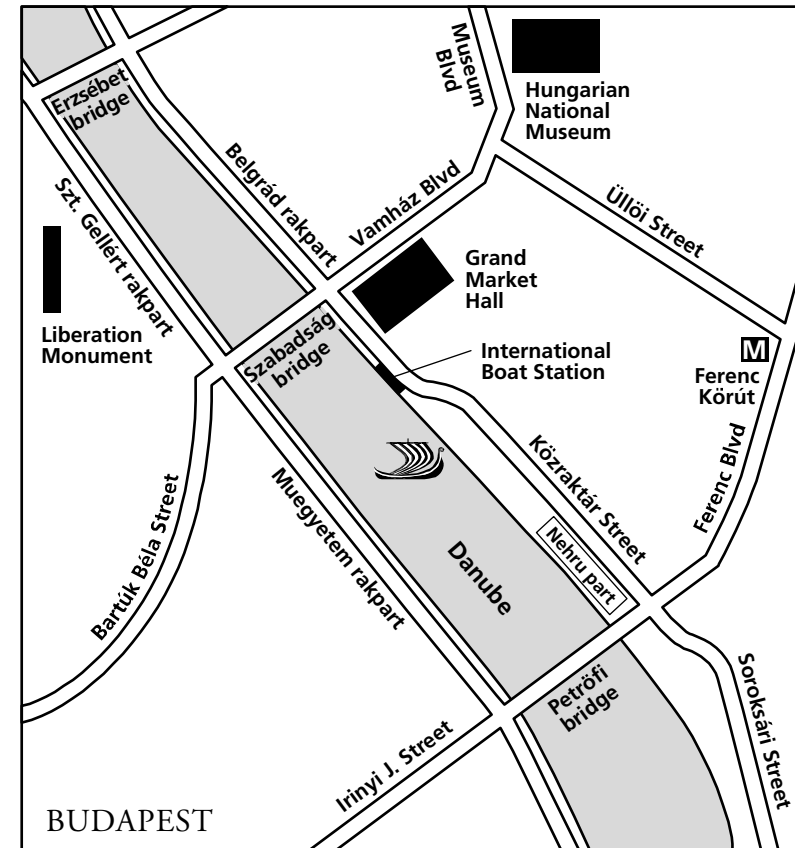 Museum
Blvd
Hungarian
National
Museum
Erzsébet
bridge
Belgrád rakpart
Vamház Blvd
Üllöi Street
Szt. Gellért rakpart
Grand
Market
Hall
Liberation
Monument
Szabadság
bridge
International
Boat Station
M
Ferenc
Körút
Ferenc Blvd
Közraktár Street
Bartúk Béla Street
Muegyetem rakpart
Nehru part
Danube
Petröfi
bridge
Soroksári Street
Irinyi J. Street
BUDAPEST